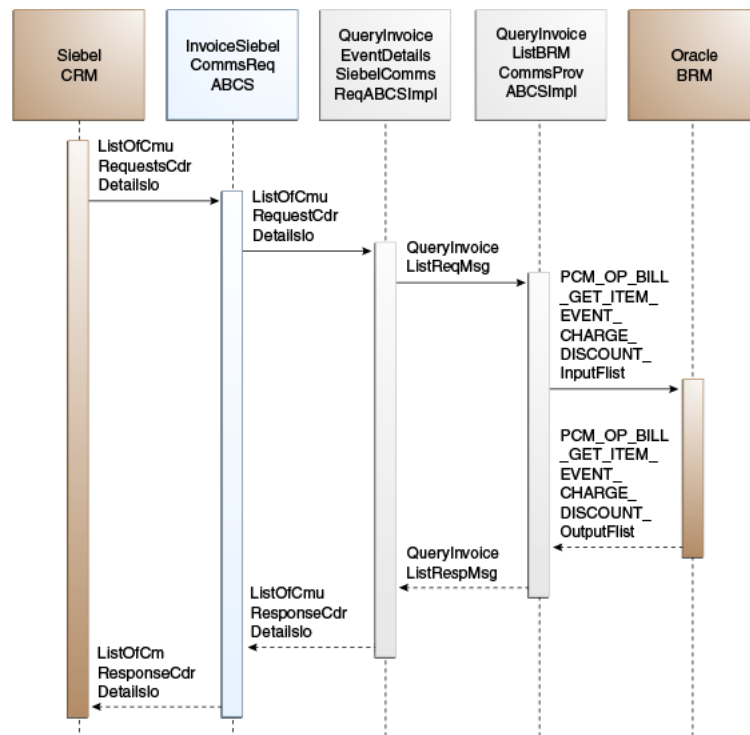 Siebel
CRM
InvoiceSiebel
CommsReq
ABCS
QueryInvoice
EventDetails
SiebelComms
ReqABCSImpl
QueryInvoice
ListBRM
CommsProv
ABCSImpl
Oracle
BRM
ListOfCmu
RequestsCdr
DetailsIo
ListOfCmu
RequestCdr
DetailsIo
QueryInvoice
ListReqMsg
PCM_OP_BILL
_GET_ITEM_
EVENT_
CHARGE_
DISCOUNT_
InputFlist
PCM_OP_BILL
_GET_ITEM_
EVENT_
CHARGE_
DISCOUNT_
OutputFlist
QueryInvoice
ListRespMsg
ListOfCmu
ResponseCdr
DetailsIo
ListOfCm
ResponseCdr
DetailsIo